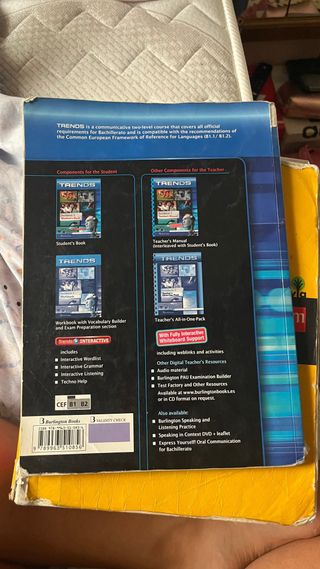 TRENDS is a communicative two-level course that covers all official
requirements for Bachillerato and is compatible with the recommendations of
the Common European Framework of Reference for Languages (B1.1/ B1.2).
Components for the Student
TRENDS
Student's Book
TRENDS
Workbook with Vocabulary Builder
and Exam Preparation section
Trends INTERACTIVE
includes
Interactive Wordlist
Interactive Grammar
Interactive Listening
Techno Help
CEF B1 B2
Burlington Books
VALIDITY CHECK
9789963510856
Other Components for the Teacher
TRENDS
Teacher's Manual
(Interleaved with Student's Book)
TRENDS
Teacher's All-in-One Pack
With Fully Interactive
Whiteboard Support
including weblinks and activities
Other Digital Teacher's Resources
Audio material
Burlington PAU Examination Builder
Test Factory and Other Resources
Available at www.burlingtonbooks.es
or in CD format on request.
Also available:
Burlington Speaking and
Listening Practice
Speaking in Context DVD + leaflet
Express Yourself! Oral Communication
for Bachillerato